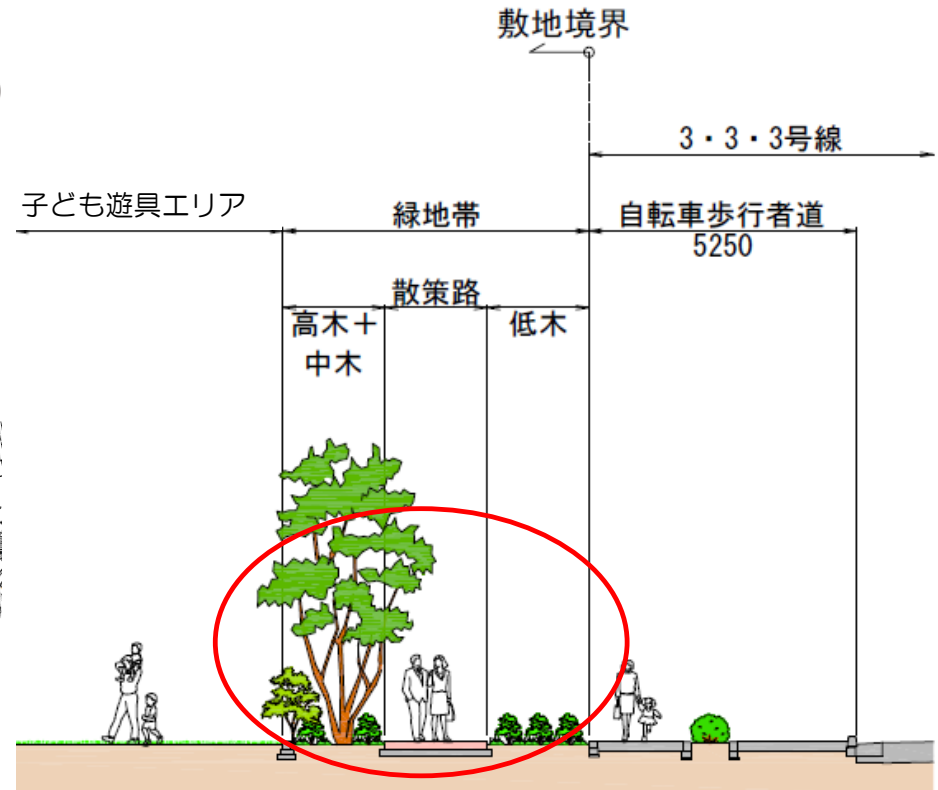 敷地境界
3・3・3号線
子ども遊具エリア
緑地帯
自転車歩行者道
5250
散策路
高木＋
中木
低木